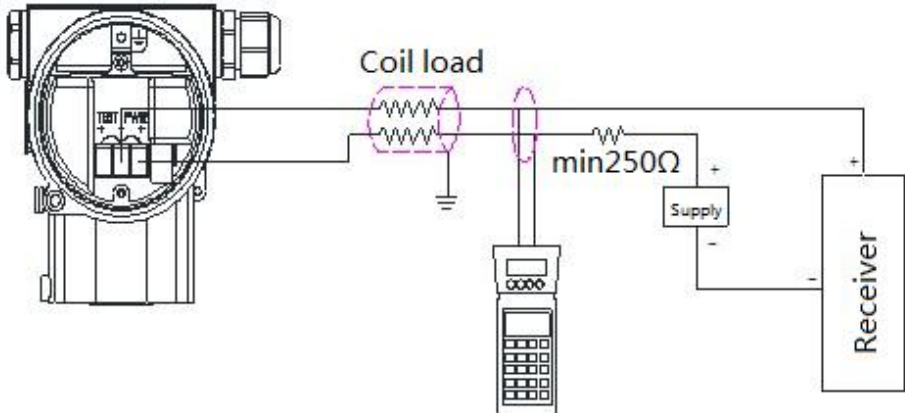 Coil load
TEST PWR
+ - +
min250Ω
+
Supply
-
+
-
Receiver